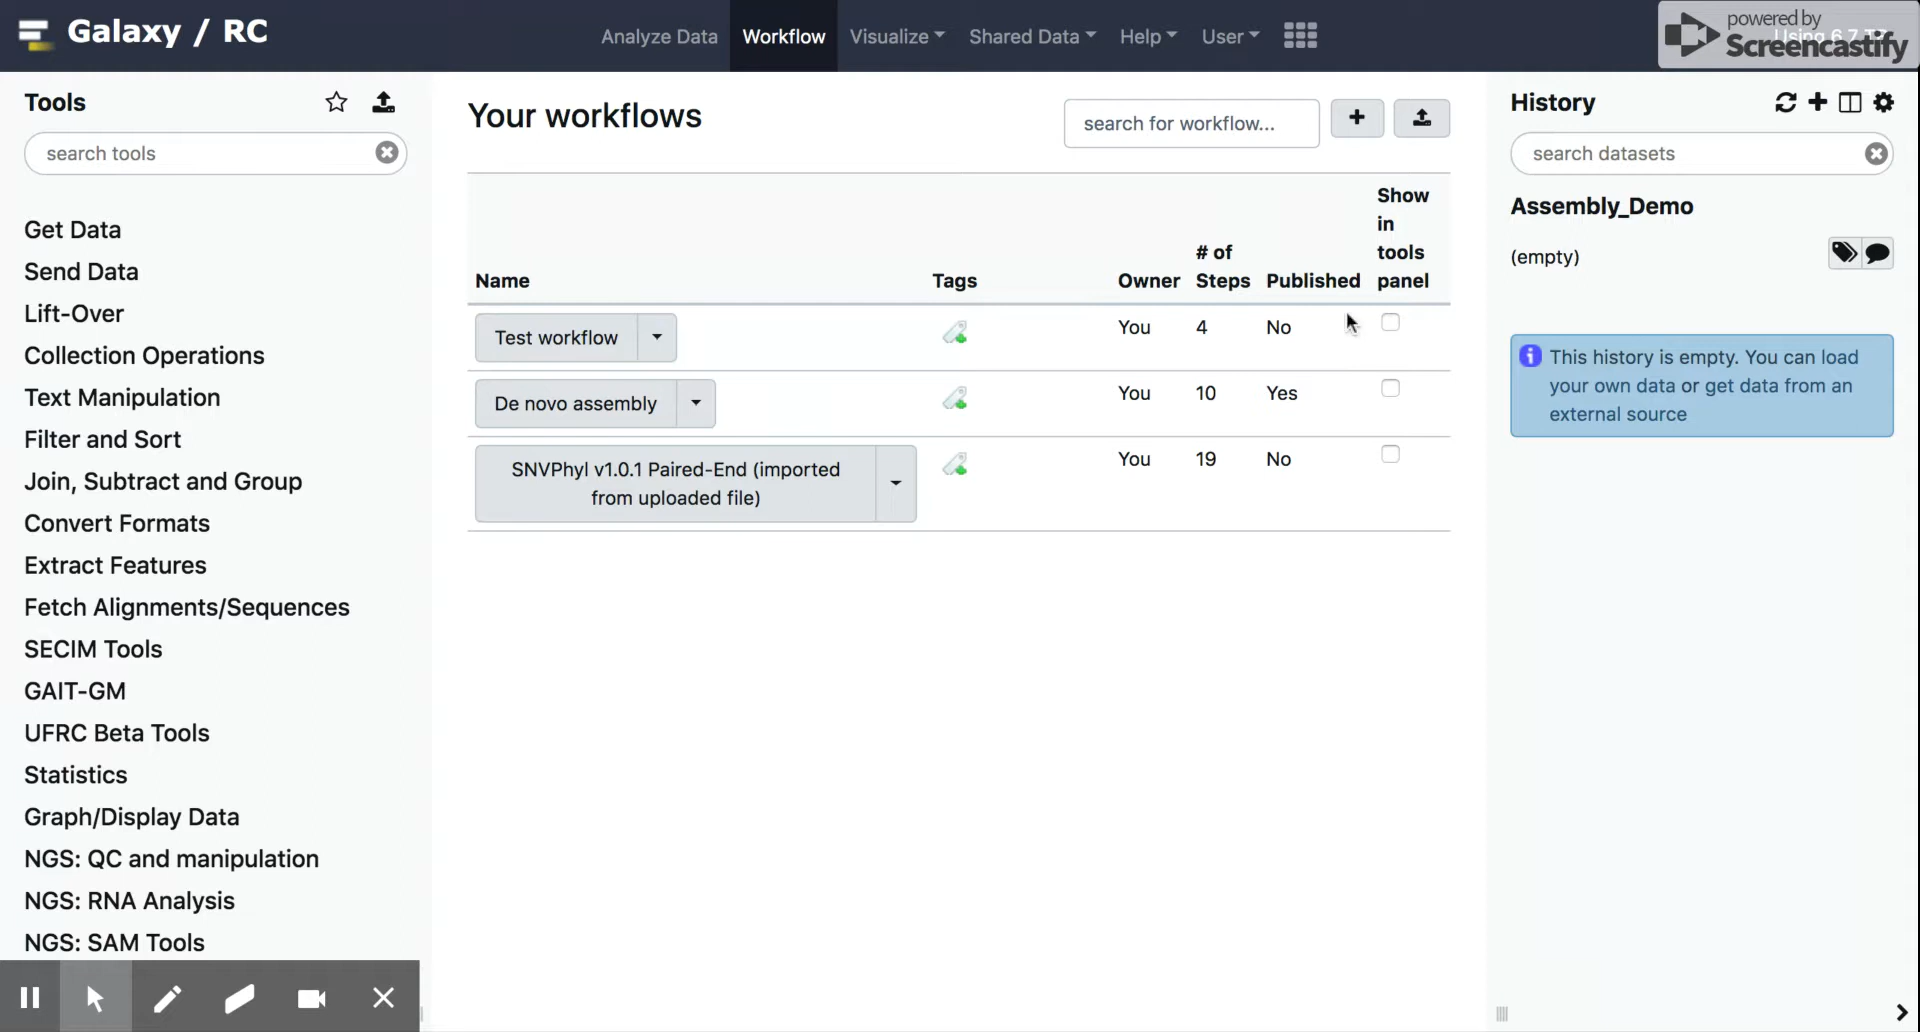 Galaxy / RC
Analyze Data
Workflow
Visualize
Shared Data
Help
User
powered by
Screencastify
Tools
search tools
Get Data
Send Data
Lift-Over
Collection Operations
Text Manipulation
Filter and Sort
Join, Subtract and Group
Convert Formats
Extract Features
Fetch Alignments/Sequences
SECIM Tools
GAIT-GM
UFRC Beta Tools
Statistics
Graph/Display Data
NGS: QC and manipulation
NGS: RNA Analysis
NGS: SAM Tools
Your workflows
search for workflow...
Name
Tags
Owner
# of
Steps
Published
Show
in
tools
panel
Test workflow
You
4
No
De novo assembly
You
10
Yes
SNVPhyl v1.0.1 Paired-End (imported
from uploaded file)
You
19
No
History
search datasets
Assembly_Demo
(empty)
This history is empty. You can load
your own data or get data from an
external source